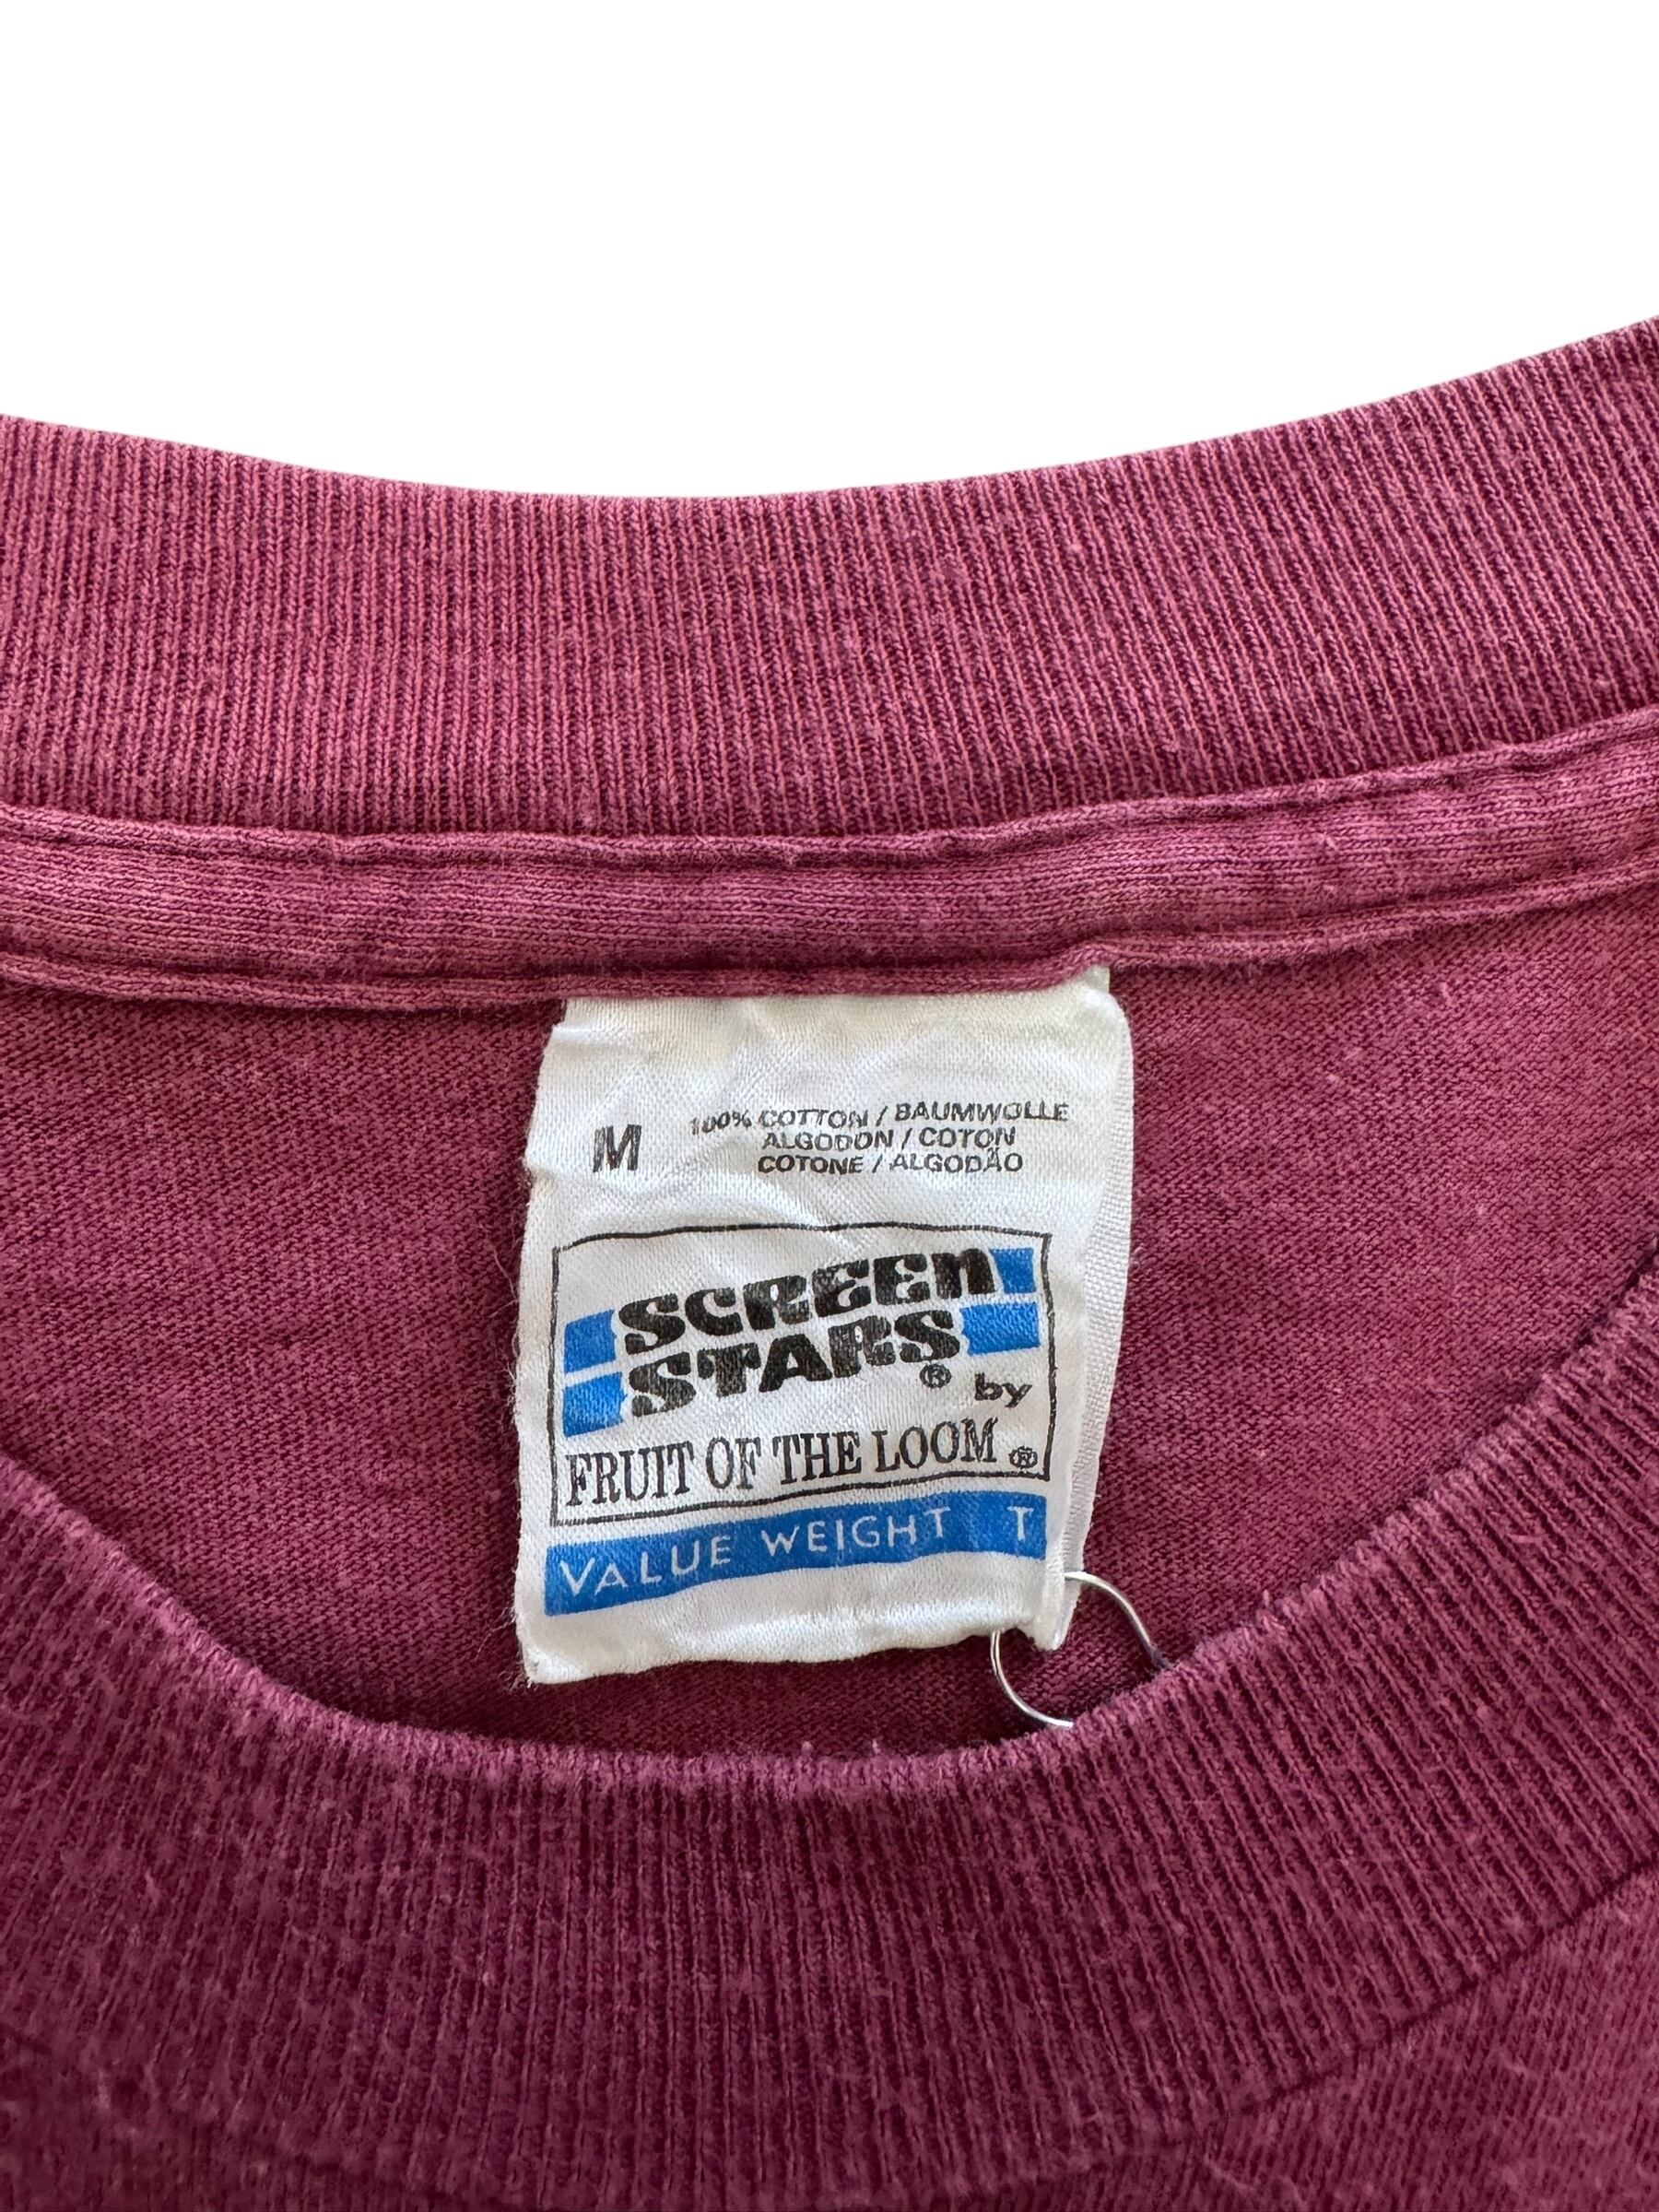 M
100% COTTON / BAUMWOLLE
ALGODON / COTON
COTONE / ALGODÃO
SCREEN
STARS® by
FRUIT OF THE LOOM®
VALUE WEIGHT T